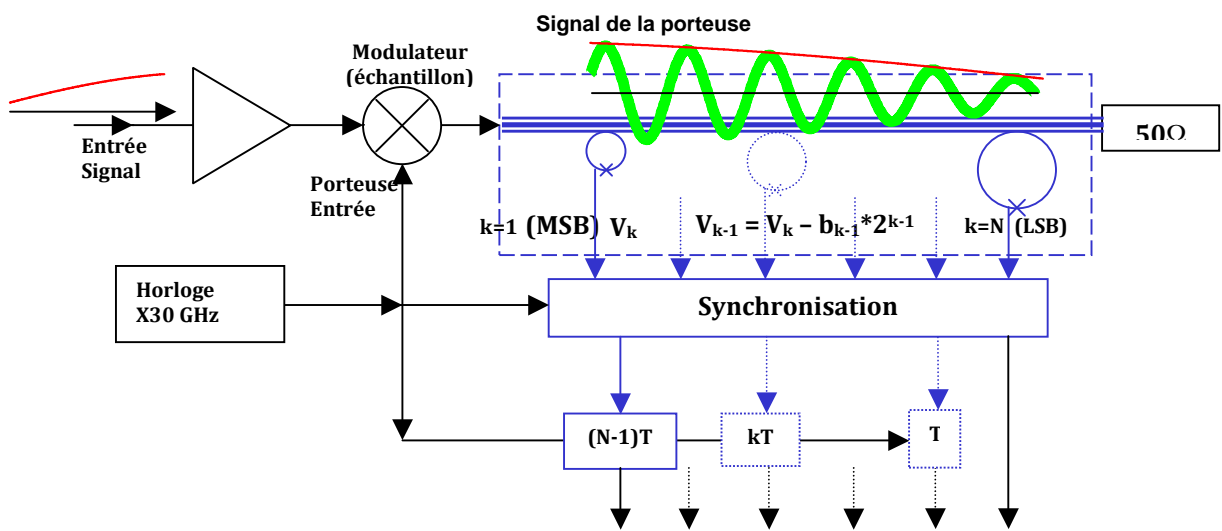 Signal de la porteuse
Modulateur
(échantillon)
Entrée
Signal
50Ω
Porteuse
Entrée
k=1 (MSB) Vk
Vk-1 = Vk – bk-1*2k-1
k=N (LSB)
Horloge
X30 GHz
Synchronisation
(N-1)T
kT
T